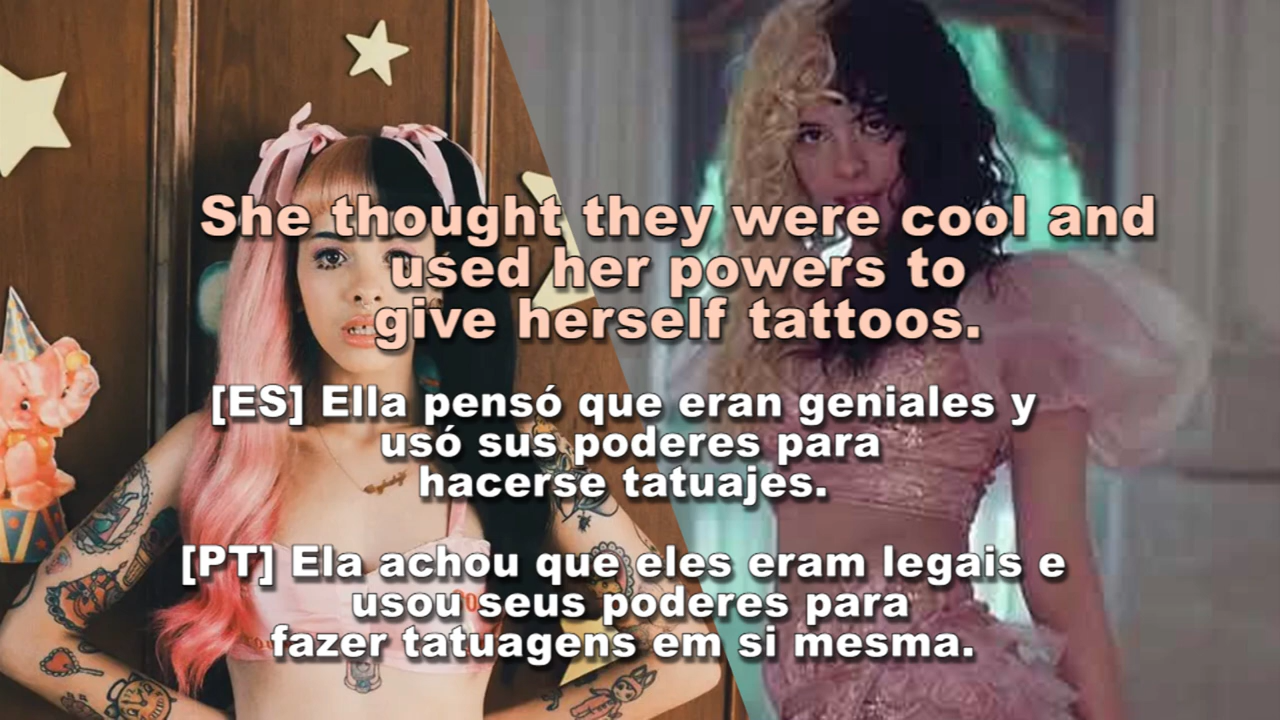 She thought they were cool and
used her powers to
give herself tattoos.
[ES] Ella pensó que eran geniales y
usó sus poderes para
hacerse tatuajes.
[PT] Ela achou que eles eram legais e
usou seus poderes para
fazer tatuagens em si mesma.